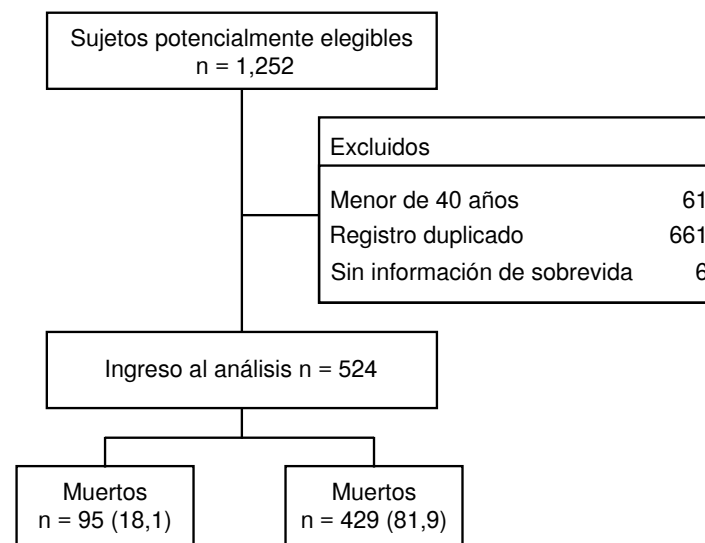 Sujetos potencialmente elegibles
n = 1,252
Excluidos
Menor de 40 años 61
Registro duplicado 661
Sin información de sobrevida 6
Ingreso al análisis n = 524
Muertos
n = 95 (18,1)
Muertos
n = 429 (81,9)